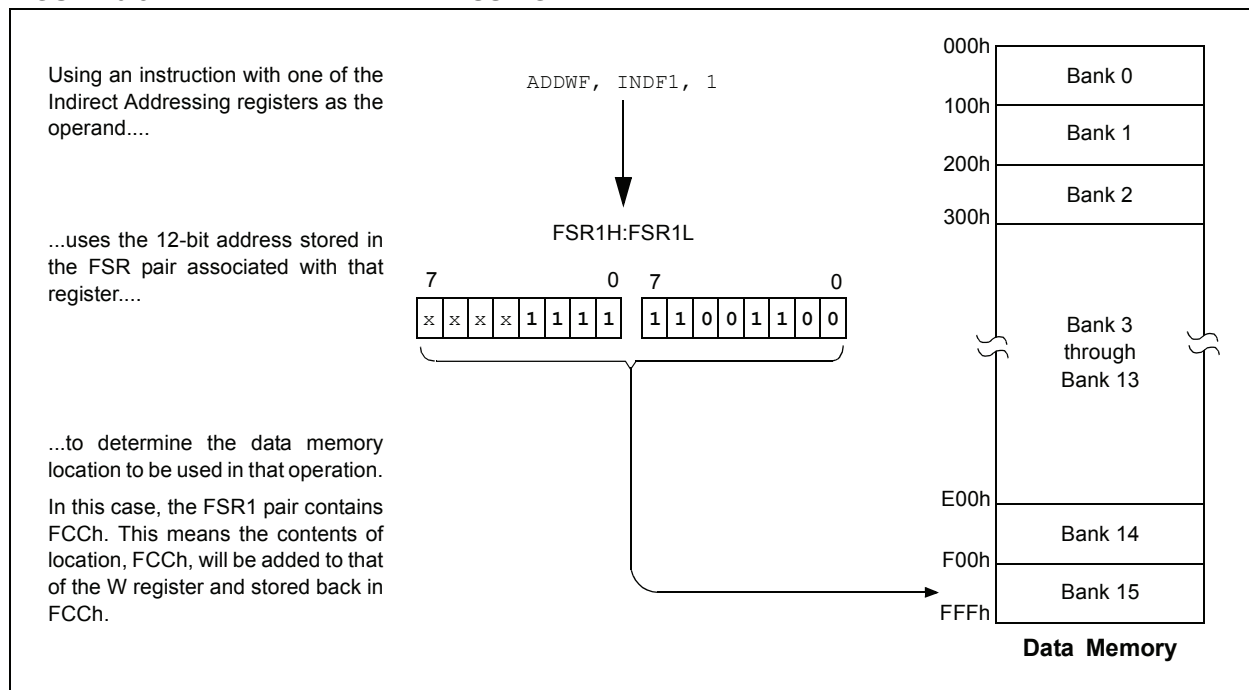 Using an instruction with one of the
Indirect Addressing registers as the
operand....
ADDWF, INDF1, 1
...uses the 12-bit address stored in
the FSR pair associated with that
register....
FSR1H:FSR1L
7 0 7 0
x x x x 1 1 1 1 1 1 0 0 1 1 0 0
...to determine the data memory
location to be used in that operation.
In this case, the FSR1 pair contains
FCCh. This means the contents of
location, FCCh, will be added to that
of the W register and stored back in
FCCh.
000h
Bank 0
100h
Bank 1
200h
Bank 2
300h
Bank 3
through
Bank 13
E00h
Bank 14
F00h
Bank 15
FFFh
Data Memory